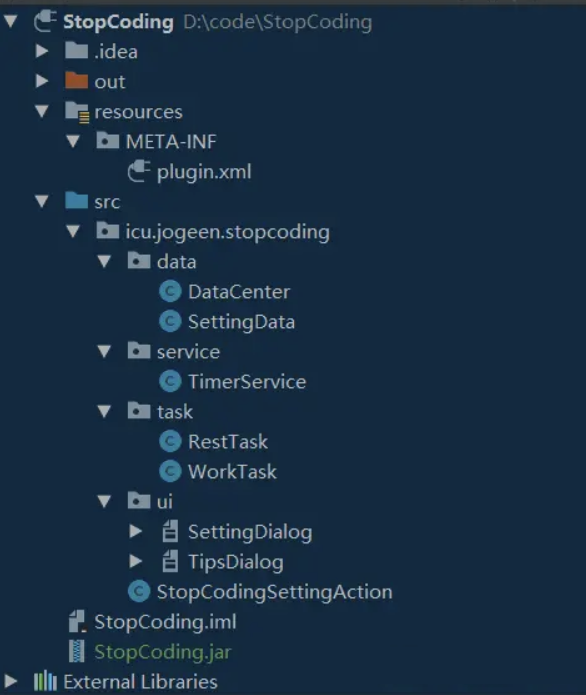 StopCoding D:\code\StopCoding
.idea
out
resources
META-INF
plugin.xml
src
icu.jogeen.stopcoding
data
DataCenter
SettingData
service
TimerService
task
RestTask
WorkTask
ui
SettingDialog
TipsDialog
StopCodingSettingAction
StopCoding.iml
StopCoding.jar
External Libraries